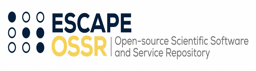 ESCAPE
OSSR | Open-source Scientific Software
and Service Repository